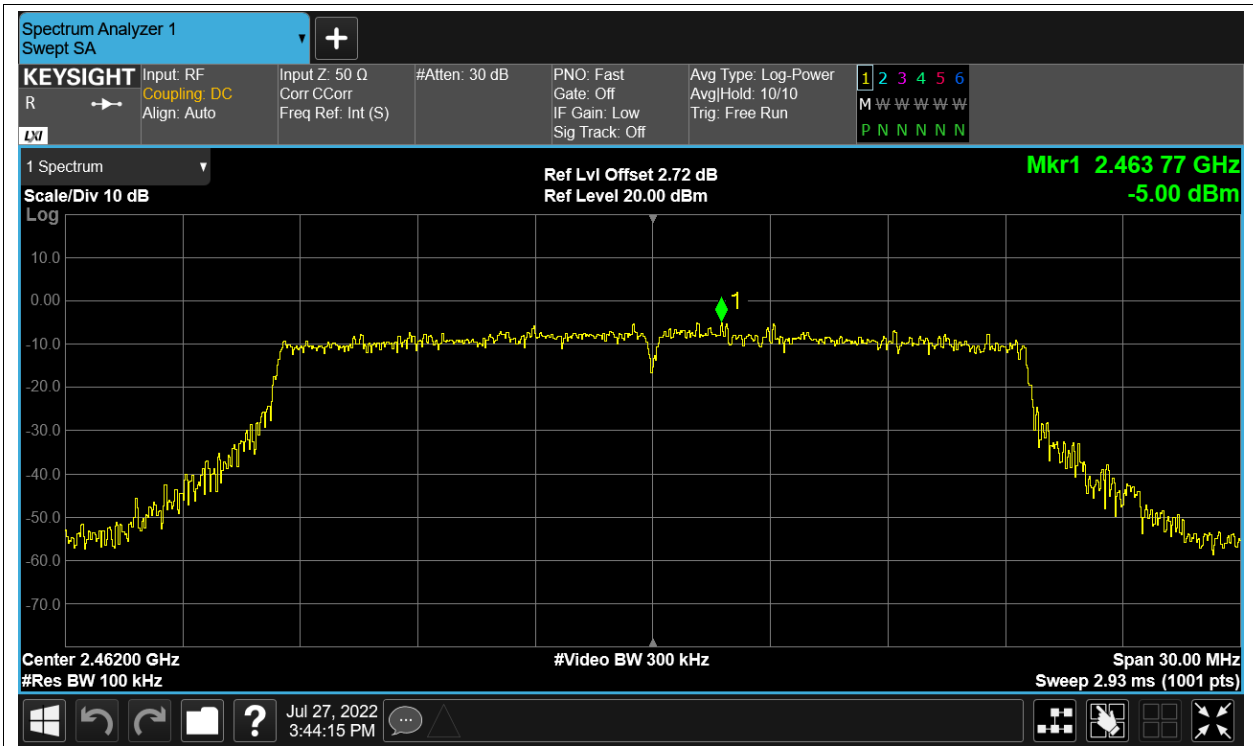 Spectrum Analyzer 1
Swept SA
+
KEYSIGHT
R
LXI
Input: RF
Coupling: DC
Align: Auto
Input Z: 50 Ω
Corr CCorr
Freq Ref: Int (S)
#Atten: 30 dB
PNO: Fast
Gate: Off
IF Gain: Low
Sig Track: Off
Avg Type: Log-Power
Avg|Hold: 10/10
Trig: Free Run
1 2 3 4 5 6
M W W W W W
P N N N N N
1 Spectrum
Scale/Div 10 dB
Ref Lvl Offset 2.72 dB
Ref Level 20.00 dBm
Mkr1 2.463 77 GHz
-5.00 dBm
Log
10.0
0.00
-10.0
-20.0
-30.0
-40.0
-50.0
-60.0
-70.0
1
Center 2.46200 GHz
#Res BW 100 kHz
#Video BW 300 kHz
Span 30.00 MHz
Sweep 2.93 ms (1001 pts)
?
Jul 27, 2022
3:44:15 PM